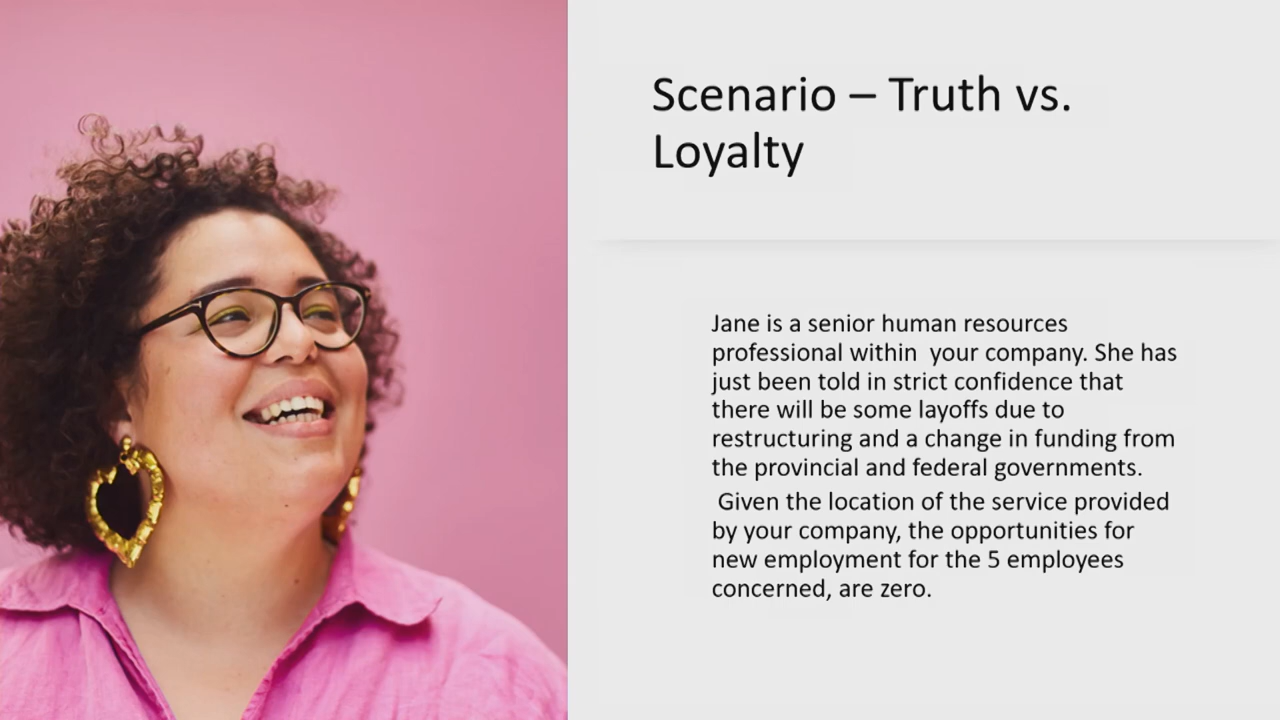 Scenario – Truth vs.
Loyalty
Jane is a senior human resources
professional within  your company. She has
just been told in strict confidence that
there will be some layoffs due to
restructuring and a change in funding from
the provincial and federal governments.
Given the location of the service provided
by your company, the opportunities for
new employment for the 5 employees
concerned, are zero.